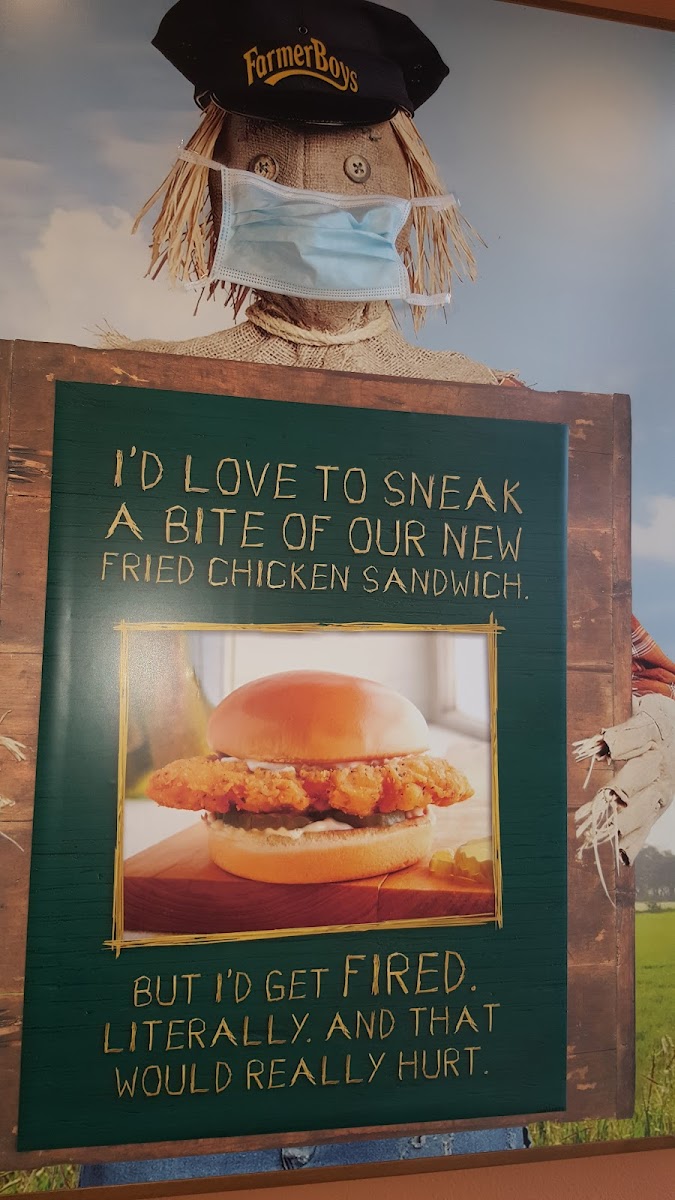 FarmerBoys
I'D LOVE TO SNEAK
A BITE OF OUR NEW
FRIED CHICKEN SANDWICH.
BUT I'D GET FIRED.
LITERALLY. AND THAT
WOULD REALLY HURT.